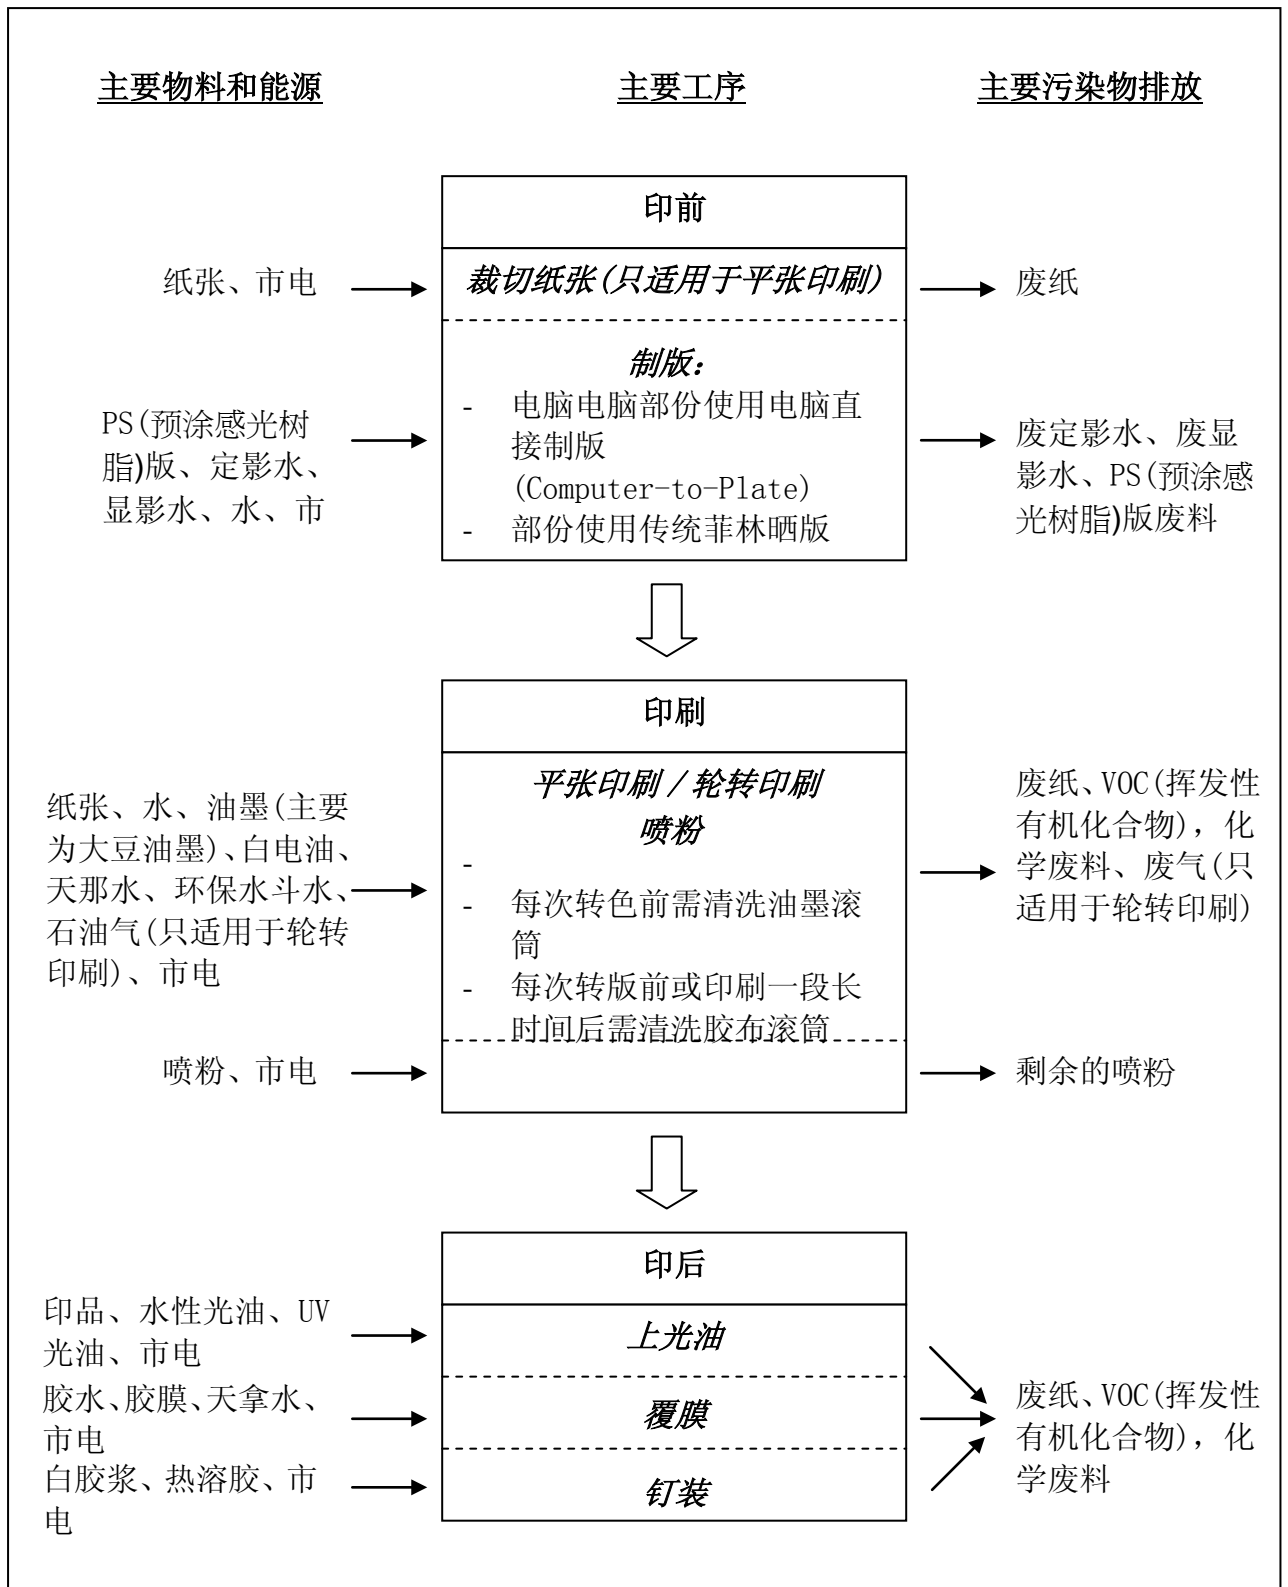 主要物料和能源
主要工序
主要污染物排放
印前
纸张、市电
裁切纸张(只适用于平张印刷)
废纸
PS(预涂感光树
脂)版、定影水、
显影水、水、市
制版:
- 电脑电脑部份使用电脑直
接制版
(Computer-to-Plate)
- 部份使用传统菲林晒版
废定影水、废显
影水、PS(预涂感
光树脂)版废料
印刷
纸张、水、油墨(主要
为大豆油墨)、白电油、
天那水、环保水斗水、
石油气(只适用于轮转
印刷)、市电
平张印刷/轮转印刷
喷粉
-
- 每次转色前需清洗油墨滚
筒
- 每次转版前或印刷一段长
时间后需清洗胶布滚筒
废纸、VOC(挥发性
有机化合物)，化
学废料、废气(只
适用于轮转印刷)
喷粉、市电
剩余的喷粉
印后
印品、水性光油、UV
光油、市电
上光油
胶水、胶膜、天拿水、
市电
覆膜
白胶浆、热溶胶、市
电
钉装
废纸、VOC(挥发性
有机化合物)，化
学废料